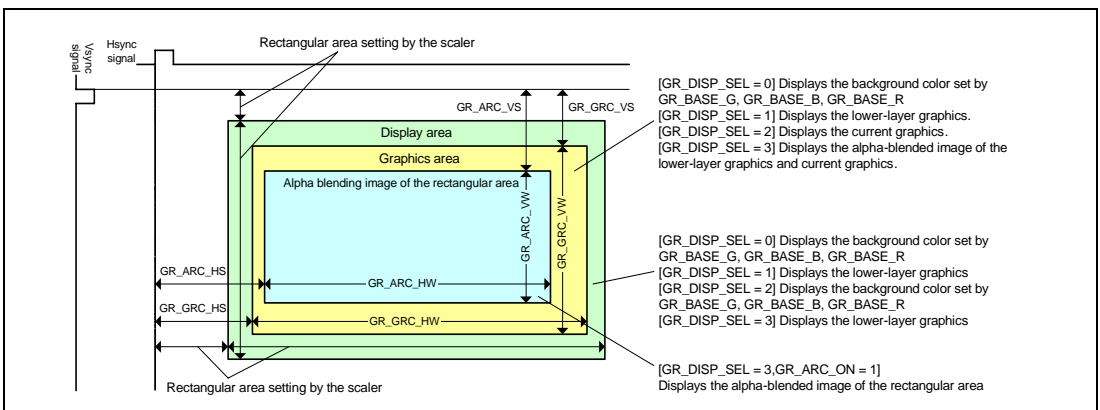 Rectangular area setting by the scaler
Hsync
signal
Vsync
signal
[GR_DISP_SEL = 0] Displays the background color set by
GR_BASE_G, GR_BASE_B, GR_BASE_R
[GR_DISP_SEL = 1] Displays the lower-layer graphics.
[GR_DISP_SEL = 2] Displays the current graphics.
[GR_DISP_SEL = 3] Displays the alpha-blended image of the
lower-layer graphics and current graphics.
GR_ARC_VS
GR_GRC_VS
Display area
Graphics area
Alpha blending image of the rectangular area
GR_ARC_VW
GR_GRC_VW
[GR_DISP_SEL = 0] Displays the background color set by
GR_BASE_G, GR_BASE_B, GR_BASE_R
[GR_DISP_SEL = 1] Displays the lower-layer graphics
[GR_DISP_SEL = 2] Displays the background color set by
GR_BASE_G, GR_BASE_B, GR_BASE_R
[GR_DISP_SEL = 3] Displays the lower-layer graphics
GR_ARC_HS
GR_ARC_HW
GR_GRC_HS
GR_GRC_HW
[GR_DISP_SEL = 3,GR_ARC_ON = 1]
Displays the alpha-blended image of the rectangular area
Rectangular area setting by the scaler